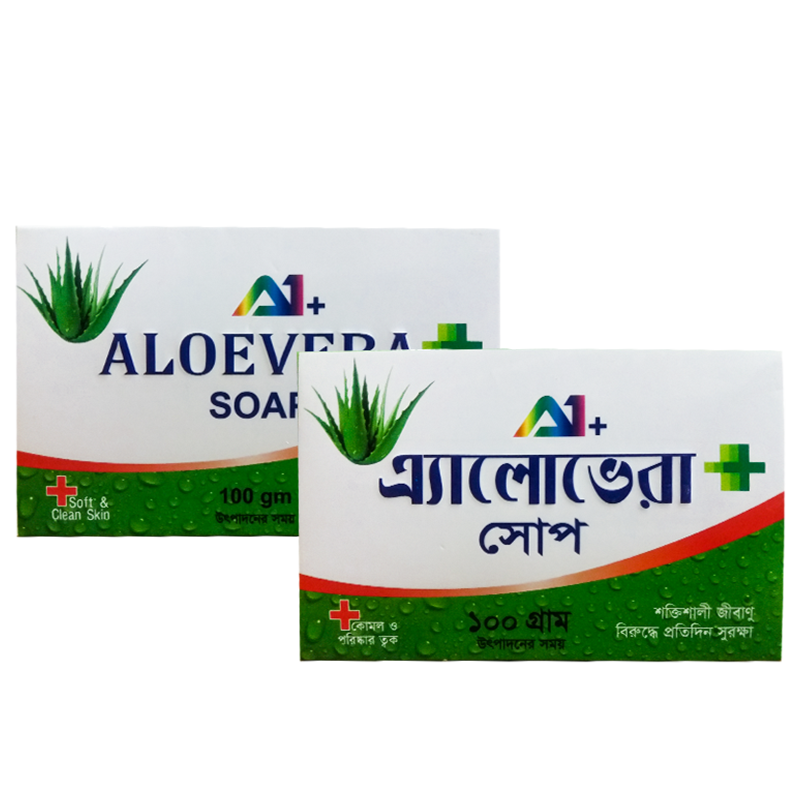 A1+
ALOEVERA
SOAP
Soft &
Clean Skin
100 gm
উৎপাদনের সময়
A1+
এ্যালোভেরা
সোপ
কোমল ও
পরিষ্কার ত্বক
১০০ গ্রাম
উৎপাদনের সময়
শক্তিশালী জীবাণু
বিরুদ্ধে প্রতিদিন সুরক্ষা